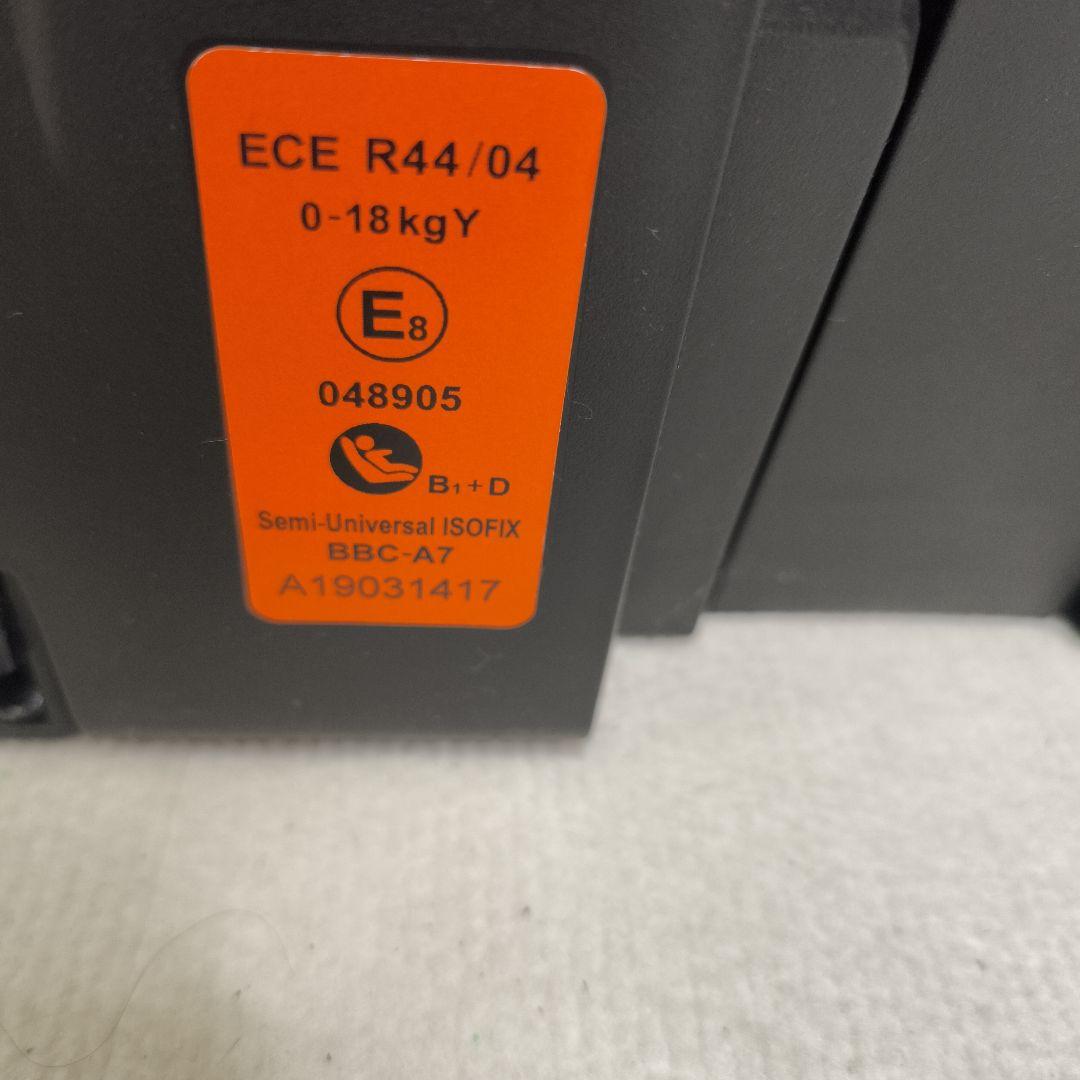 ECE R44/04
0-18kgY
E8
048905
B₁+D
Semi-Universal ISOFIX
BBC-A7
A19031417